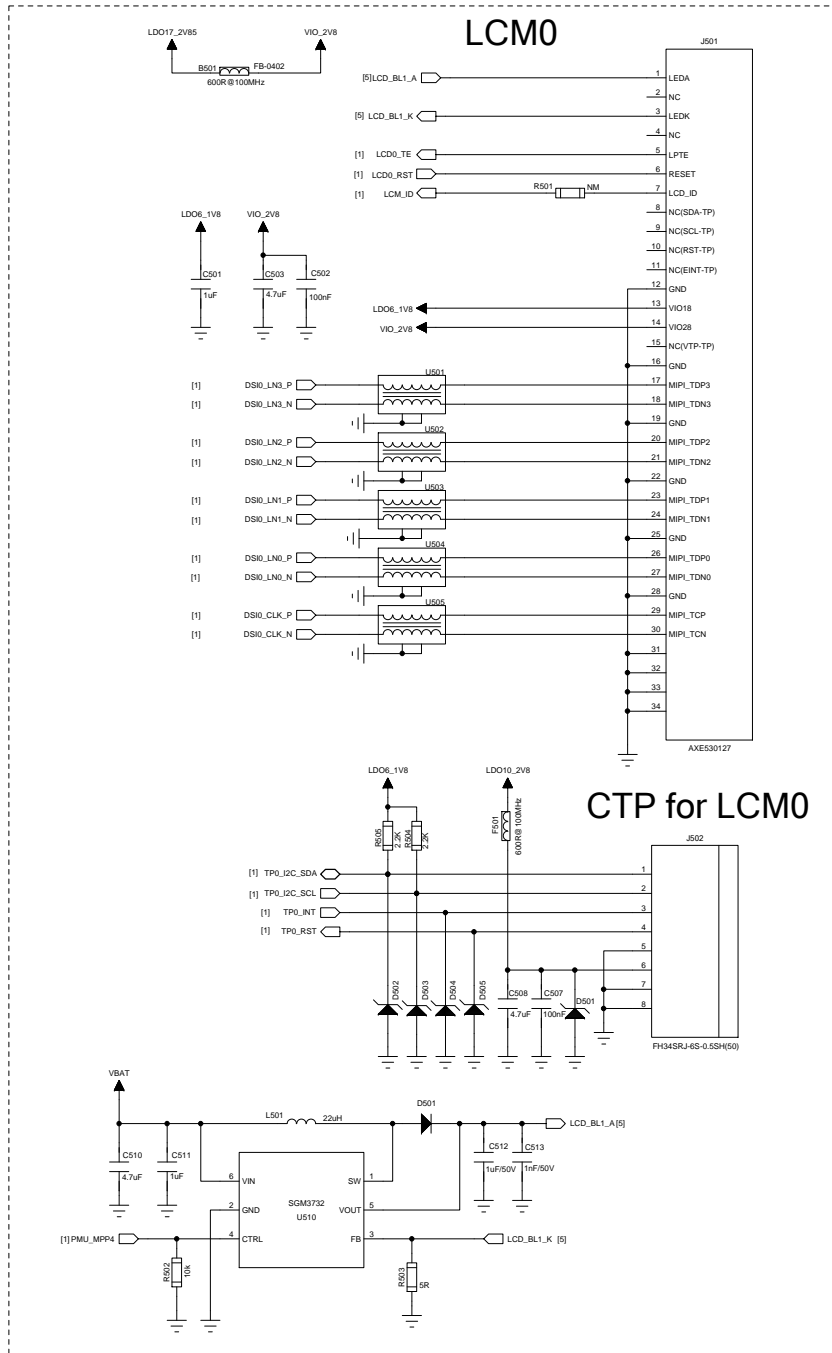 LCM0
LDO17_2V85
VIO_2V8
B501
FB-0402
600R@100MHz
J501
[5]LCD_BL1_A
1 LEDA
2 NC
[5] LCD_BL1_K
3 LEDK
4 NC
[1] LCD0_TE
5 LPTE
[1] LCD0_RST
6 RESET
[1] LCM_ID
R501 NM
7 LCD_ID
8 NC(SDA-TP)
9 NC(SCL-TP)
10 NC(RST-TP)
11 NC(EINT-TP)
12 GND
LDO6_1V8
13 VIO18
VIO_2V8
14 VIO28
15 NC(VTP-TP)
16 GND
LDO6_1V8
VIO_2V8
C501
1uF
C503
4.7uF
C502
100nF
U501
[1] DSI0_LN3_P
17 MIPI_TDP3
[1] DSI0_LN3_N
18 MIPI_TDN3
19 GND
U502
[1] DSI0_LN2_P
20 MIPI_TDP2
[1] DSI0_LN2_N
21 MIPI_TDN2
22 GND
U503
[1] DSI0_LN1_P
23 MIPI_TDP1
[1] DSI0_LN1_N
24 MIPI_TDN1
25 GND
U504
[1] DSI0_LN0_P
26 MIPI_TDP0
[1] DSI0_LN0_N
27 MIPI_TDN0
28 GND
U505
[1] DSI0_CLK_P
29 MIPI_TCP
[1] DSI0_CLK_N
30 MIPI_TCN
31
32
33
34
AXE530127
CTP for LCM0
LDO6_1V8
LDO10_2V8
R505
2.2K
R504
2.2K
F501
600R@100MHz
J502
[1] TP0_I2C_SDA
1
[1] TP0_I2C_SCL
2
[1] TP0_INT
3
[1] TP0_RST
4
5
6
7
8
D502
D503
D504
D505
C508
4.7uF
C507
100nF
D501
FH34SRJ-6S-0.5SH(50)
VBAT
L501
22uH
D501
LCD_BL1_A[5]
C510
4.7uF
C511
1uF
C512
1uF/50V
C513
1nF/50V
6 VIN
SW 1
SGM3732
U510
2 GND
VOUT 5
[1]PMU_MPP4
4 CTRL
FB 3
LCD_BL1_K [5]
R502
10k
R503
5R